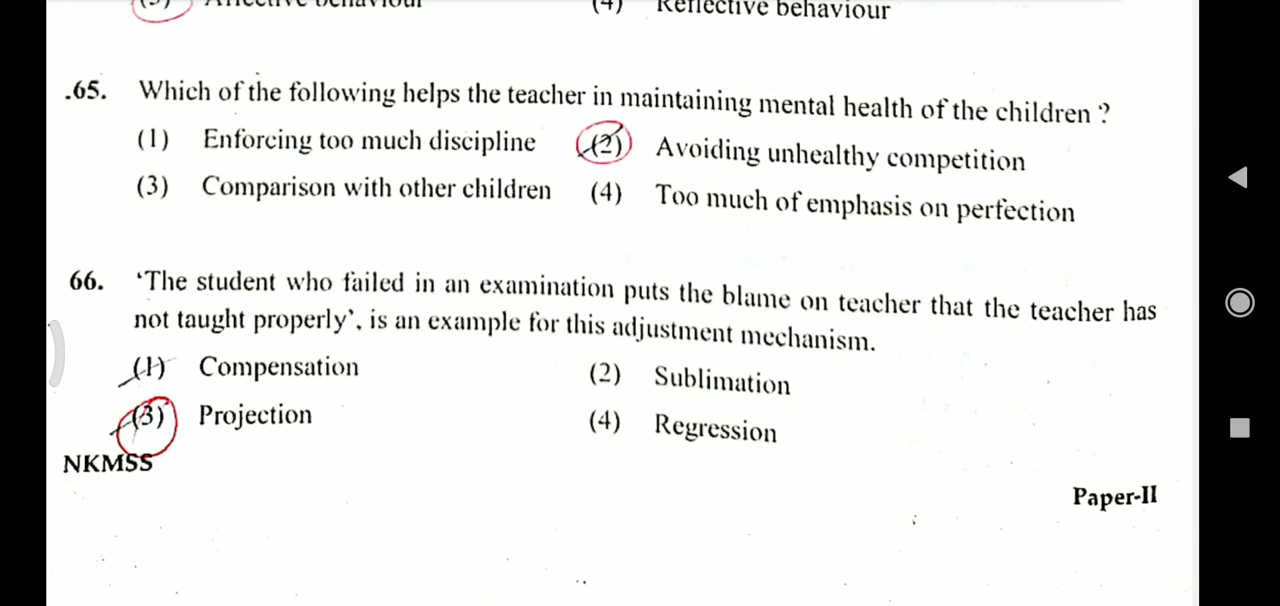 (3) Affective behaviour (4) Reflective behaviour
.65. Which of the following helps the teacher in maintaining mental health of the children ?
(1) Enforcing too much discipline (2) Avoiding unhealthy competition
(3) Comparison with other children (4) Too much of emphasis on perfection
66. ‘The student who failed in an examination puts the blame on teacher that the teacher has
not taught properly’, is an example for this adjustment mechanism.
(1) Compensation (2) Sublimation
(3) Projection (4) Regression
NKMSS
Paper-II